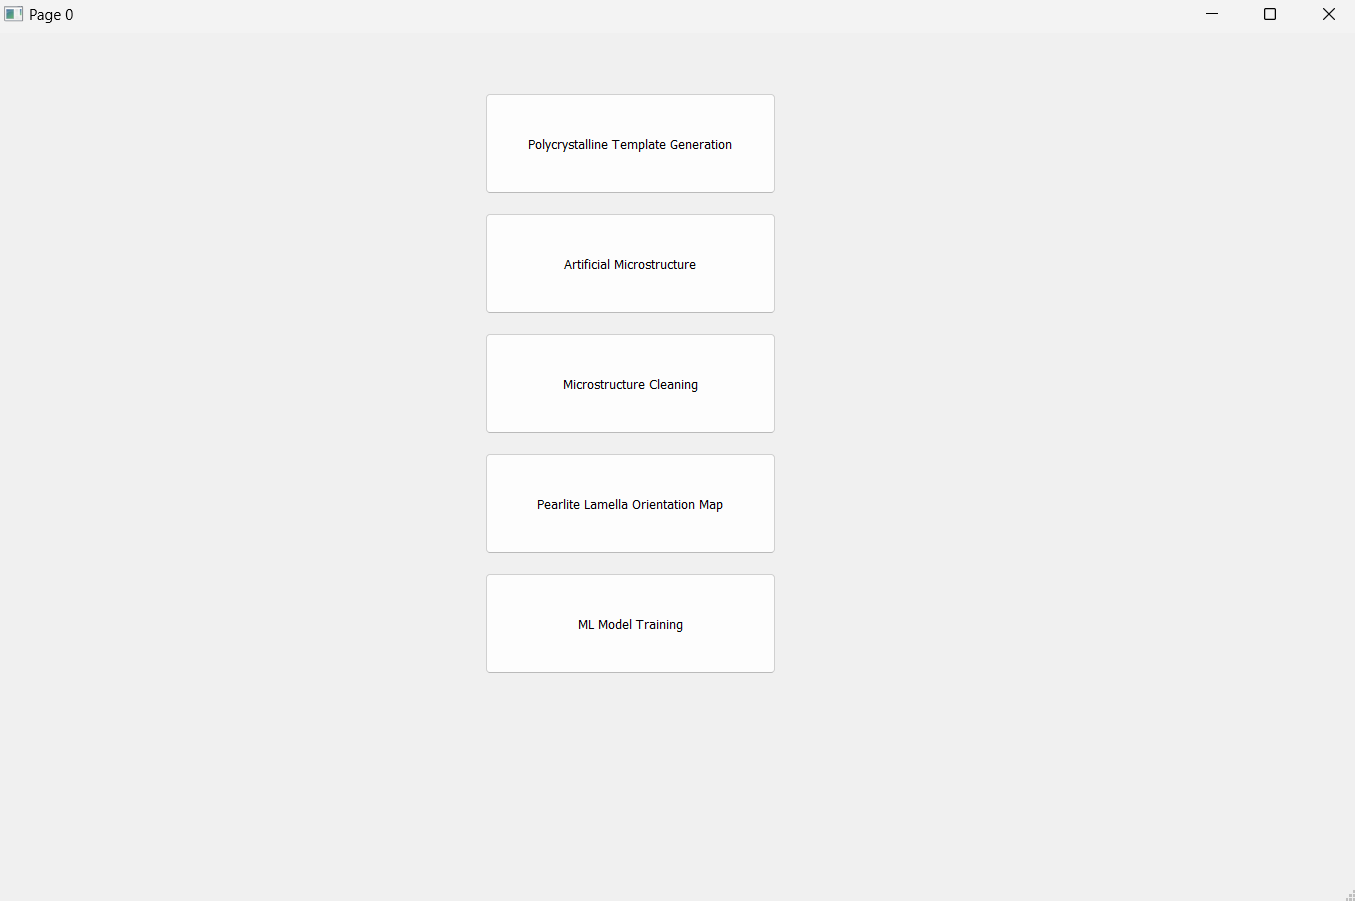 Page 0
Polycrystalline Template Generation
Artificial Microstructure
Microstructure Cleaning
Pearlite Lamella Orientation Map
ML Model Training